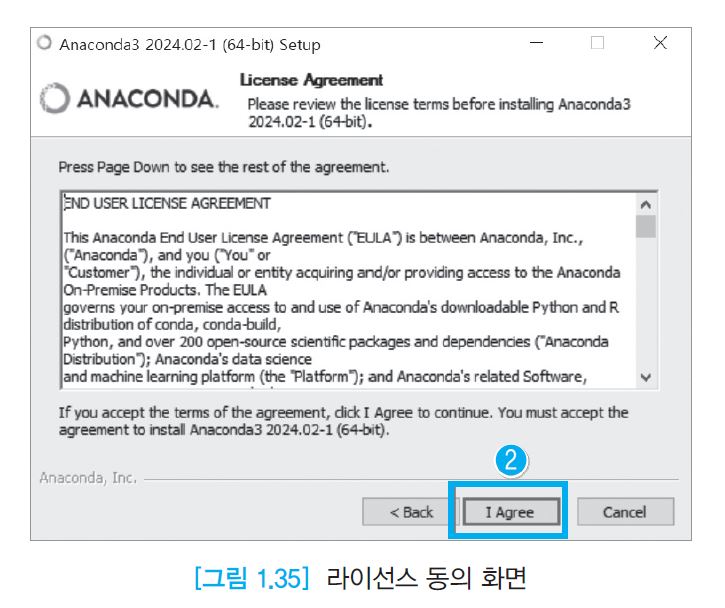 Anaconda3 2024.02-1 (64-bit) Setup
ANACONDA.
License Agreement
Please review the license terms before installing Anaconda3
2024.02-1 (64-bit).
Press Page Down to see the rest of the agreement.
END USER LICENSE AGREEMENT
This Anaconda End User License Agreement ("EULA") is between Anaconda, Inc.,
("Anaconda"), and you ("You" or
"Customer"), the individual or entity acquiring and/or providing access to the Anaconda
On-Premise Products. The EULA
governs your on-premise access to and use of Anaconda's downloadable Python and R
distribution of conda, conda-build,
Python, and over 200 open-source scientific packages and dependencies ("Anaconda
Distribution"); Anaconda's data science
and machine learning platform (the "Platform"); and Anaconda's related Software,
If you accept the terms of the agreement, click I Agree to continue. You must accept the
agreement to install Anaconda3 2024.02-1 (64-bit).
2
Anaconda, Inc.
< Back
I Agree
Cancel
[그림 1.35] 라이선스 동의 화면